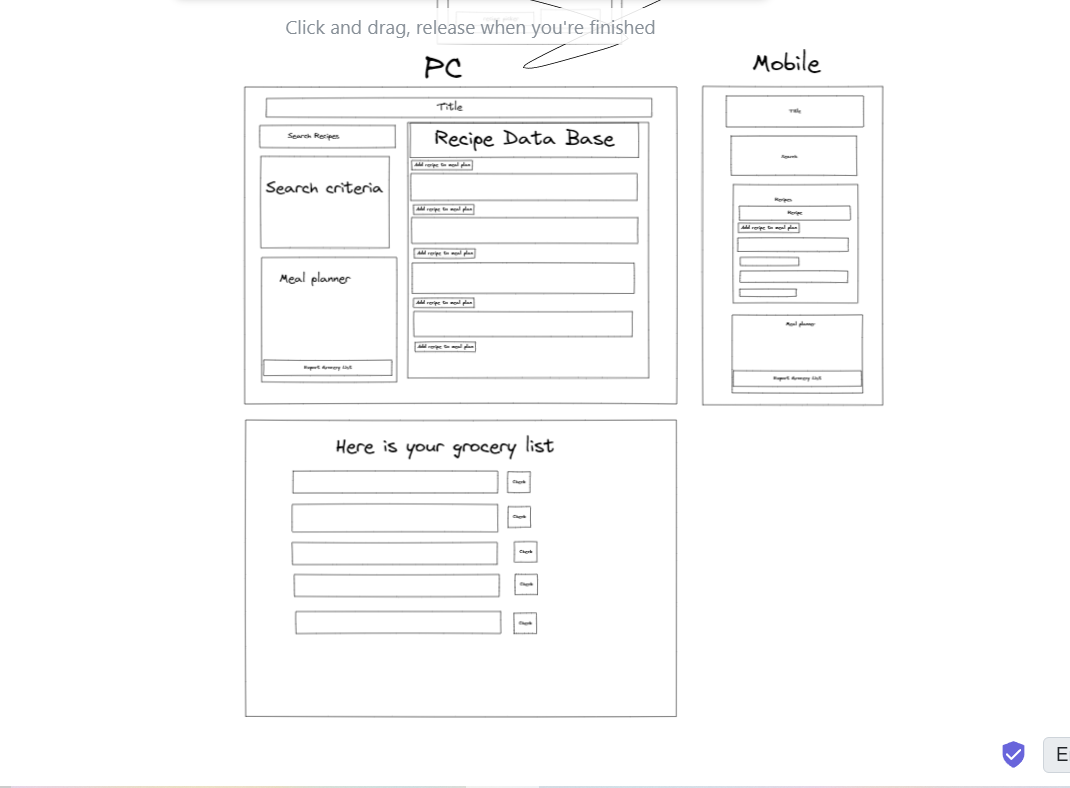 Click and drag, release when you're finished
PC
Mobile
Title
Search Recipes
Recipe Data Base
Add recipe to meal plan
Search criteria
Add recipe to meal plan
Add recipe to meal plan
Meal planner
Add recipe to meal plan
Add recipe to meal plan
Export Grocery List
Title
Search
Recipes
Recipe
Add recipe to meal plan
Meal planner
Export Grocery List
Here is your grocery list
Check
Check
Check
Check
Check
E